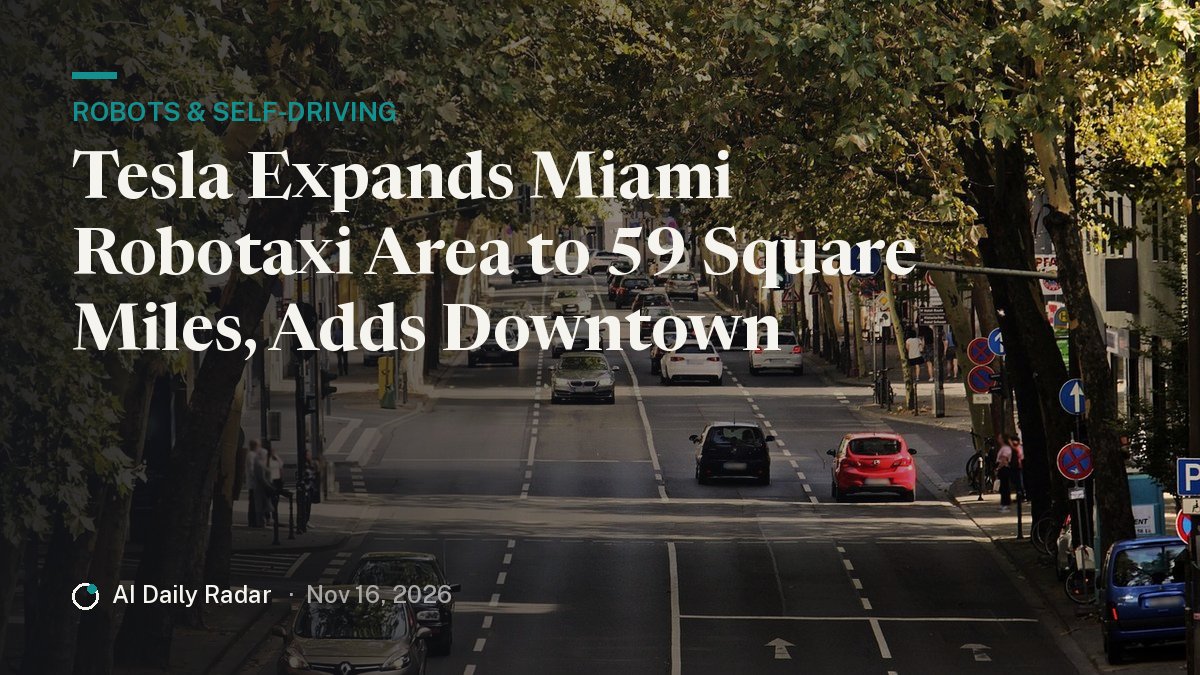 ROBOTS & SELF-DRIVING
Tesla Expands Miami
Robotaxi Area to 59 Square
Miles, Adds Downtown
AI Daily Radar · Nov 16, 2026
P